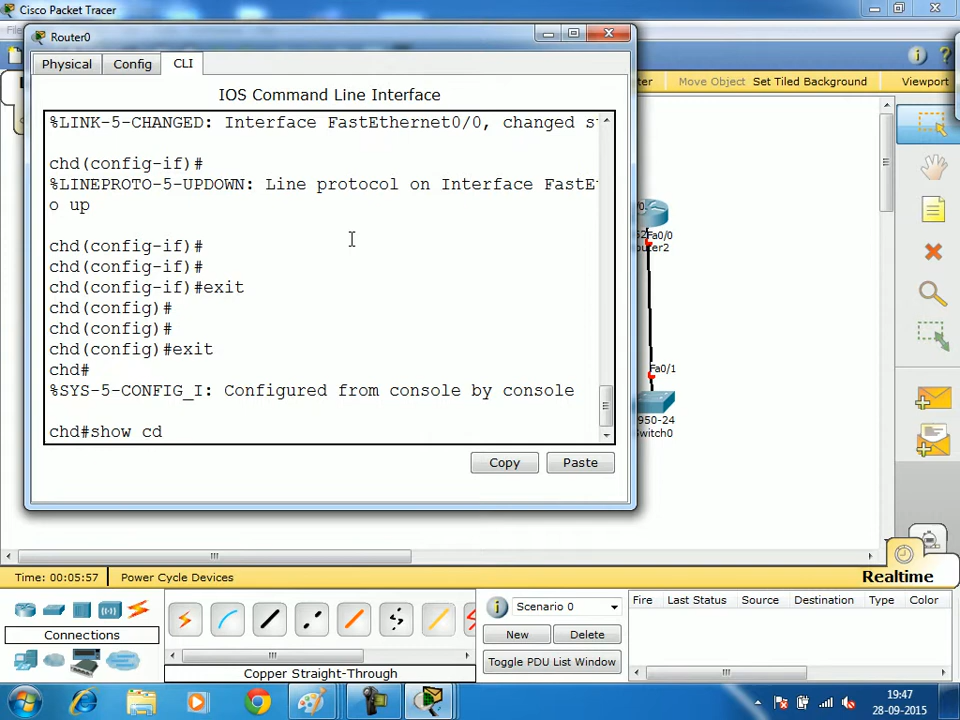 Cisco Packet Tracer
Router0
Physical
Config
CLI
IOS Command Line Interface
%LINK-5-CHANGED: Interface FastEthernet0/0, changed s
chd(config-if)#
%LINEPROTO-5-UPDOWN: Line protocol on Interface FastE
o up
chd(config-if)#
chd(config-if)#
chd(config-if)#exit
chd(config)#
chd(config)#
chd(config)#exit
chd#
%SYS-5-CONFIG_I: Configured from console by console
chd#show cd
Copy
Paste
Move Object
Set Tiled Background
Viewport
Fa0/0
outer2
Fa0/1
950-24
Switch0
Time: 00:05:57
Power Cycle Devices
Realtime
Connections
Copper Straight-Through
Scenario 0
New
Delete
Toggle PDU List Window
Fire
Last Status
Source
Destination
Type
Color
19:47
28-09-2015